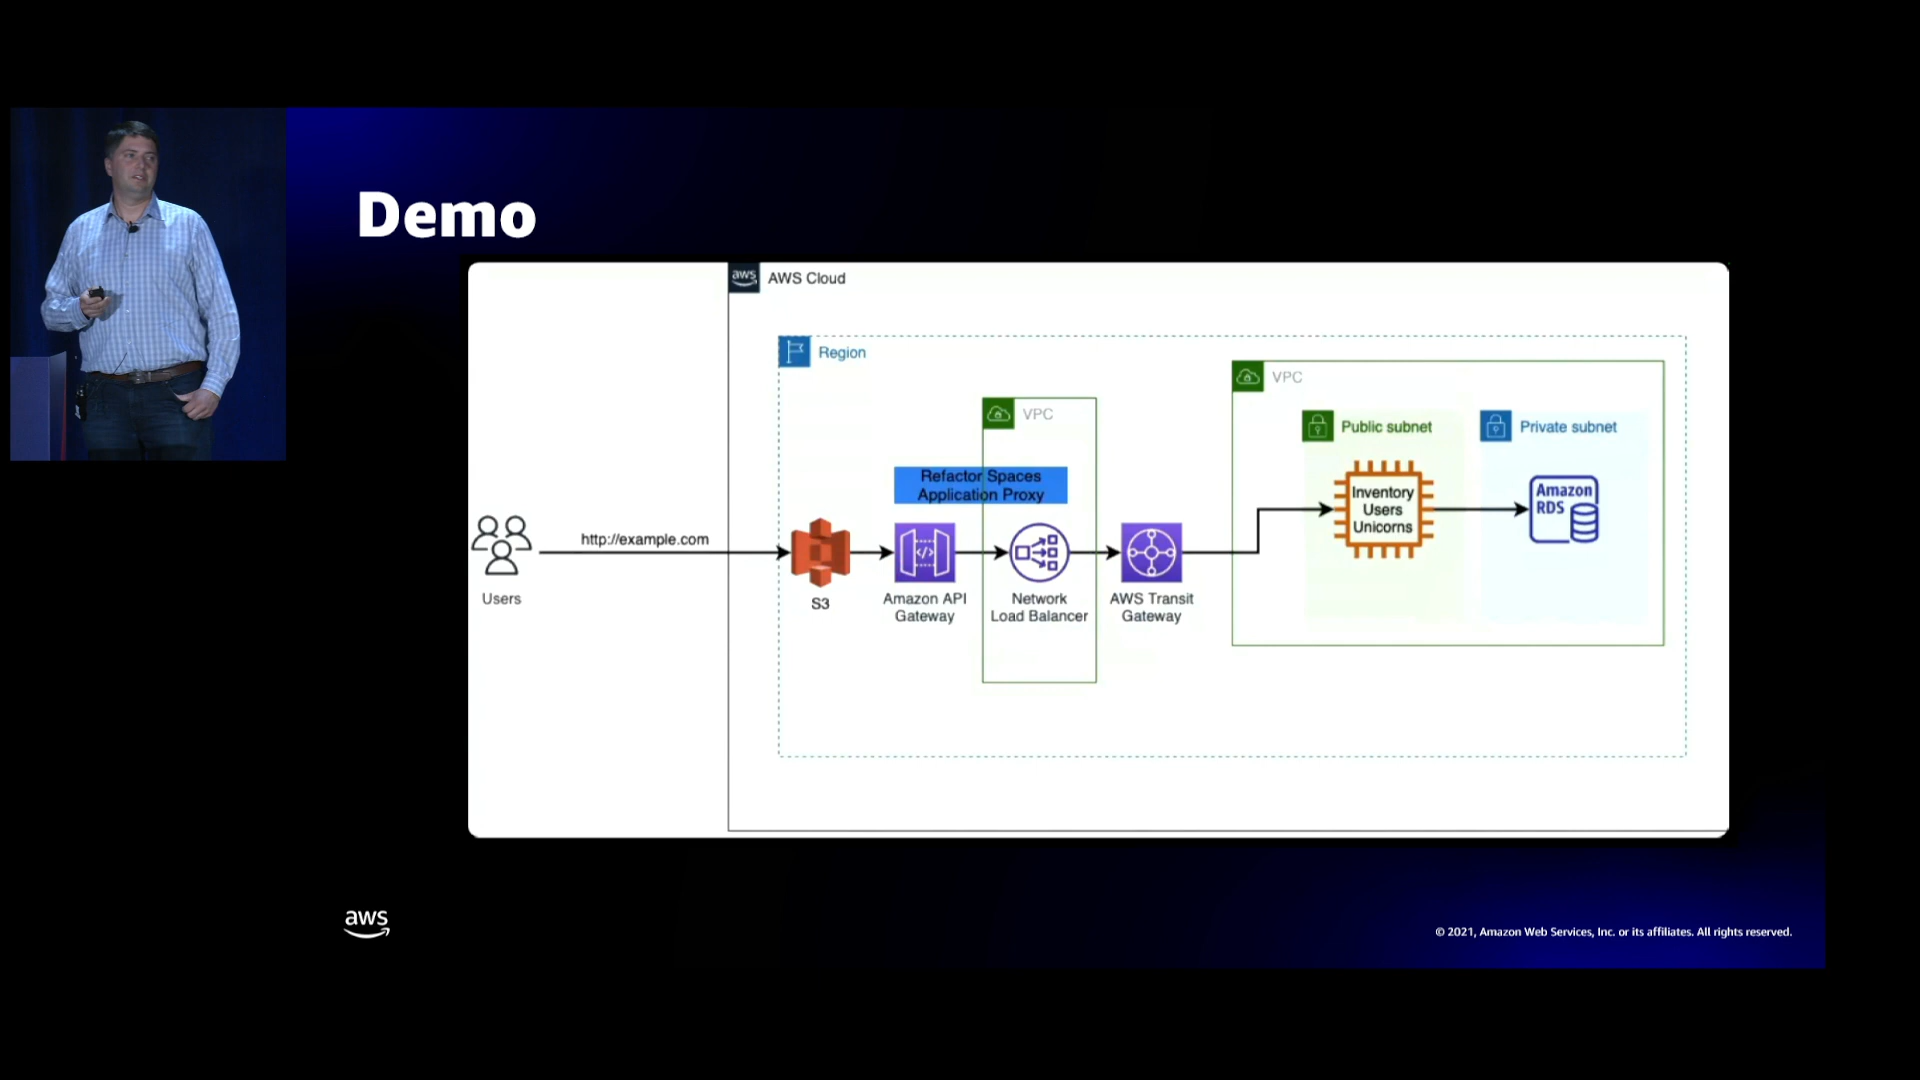 Demo
aws
AWS Cloud
Region
VPC
VPC
Public subnet
Private subnet
Refactor Spaces
Application Proxy
Inventory
Users
Unicorns
Amazon
RDS
http://example.com
</>
Users
S3
Amazon API
Gateway
Network
Load Balancer
AWS Transit
Gateway
aws
© 2021, Amazon Web Services, Inc. or its affiliates. All rights reserved.